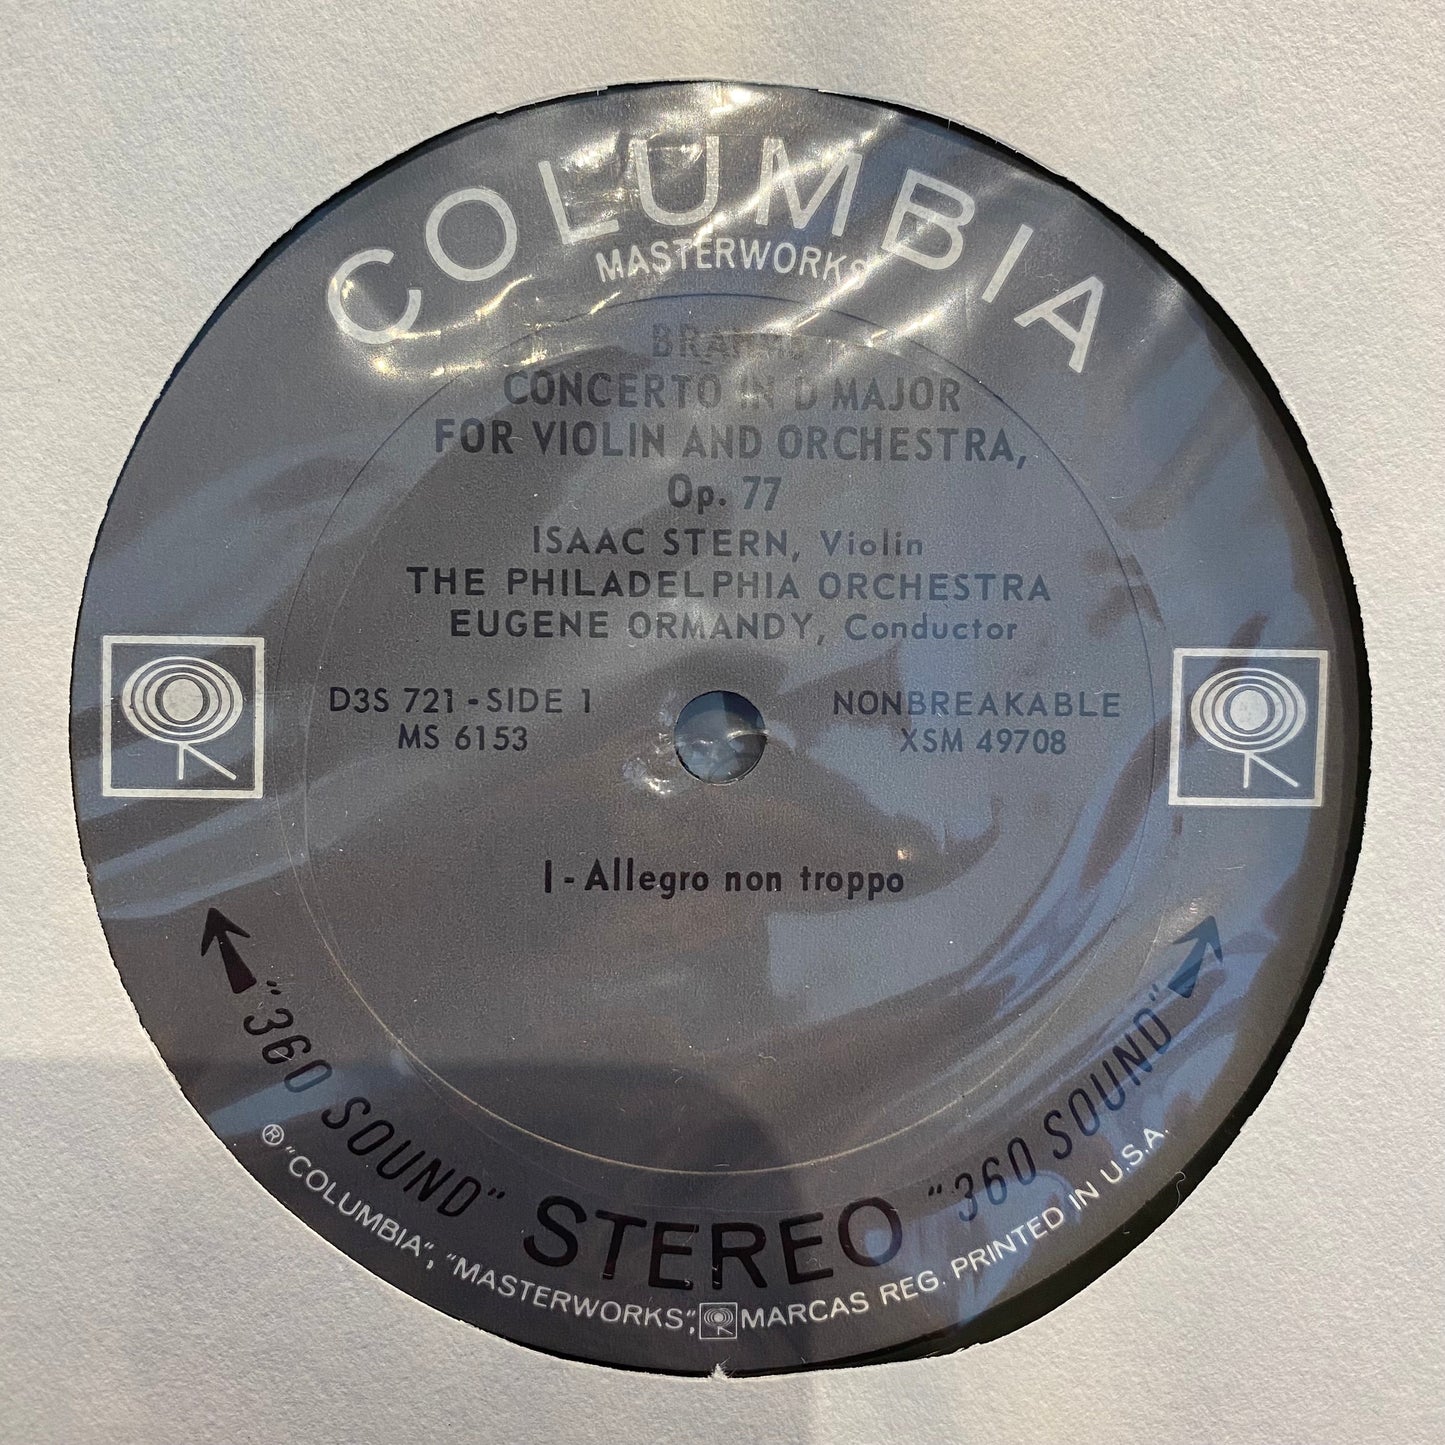 COLUMBIA
MASTERWORKS
BRAHMS
CONCERTO IN D MAJOR
FOR VIOLIN AND ORCHESTRA,
Op. 77
ISAAC STERN, Violin
THE PHILADELPHIA ORCHESTRA
EUGENE ORMANDY, Conductor
D3S 721 - SIDE 1
MS 6153
NONBREAKABLE
XSM 49708
I - Allegro non troppo
"360 SOUND" STEREO "360 SOUND"
® "COLUMBIA", "MASTERWORKS", MARCAS REG. PRINTED IN U.S.A.